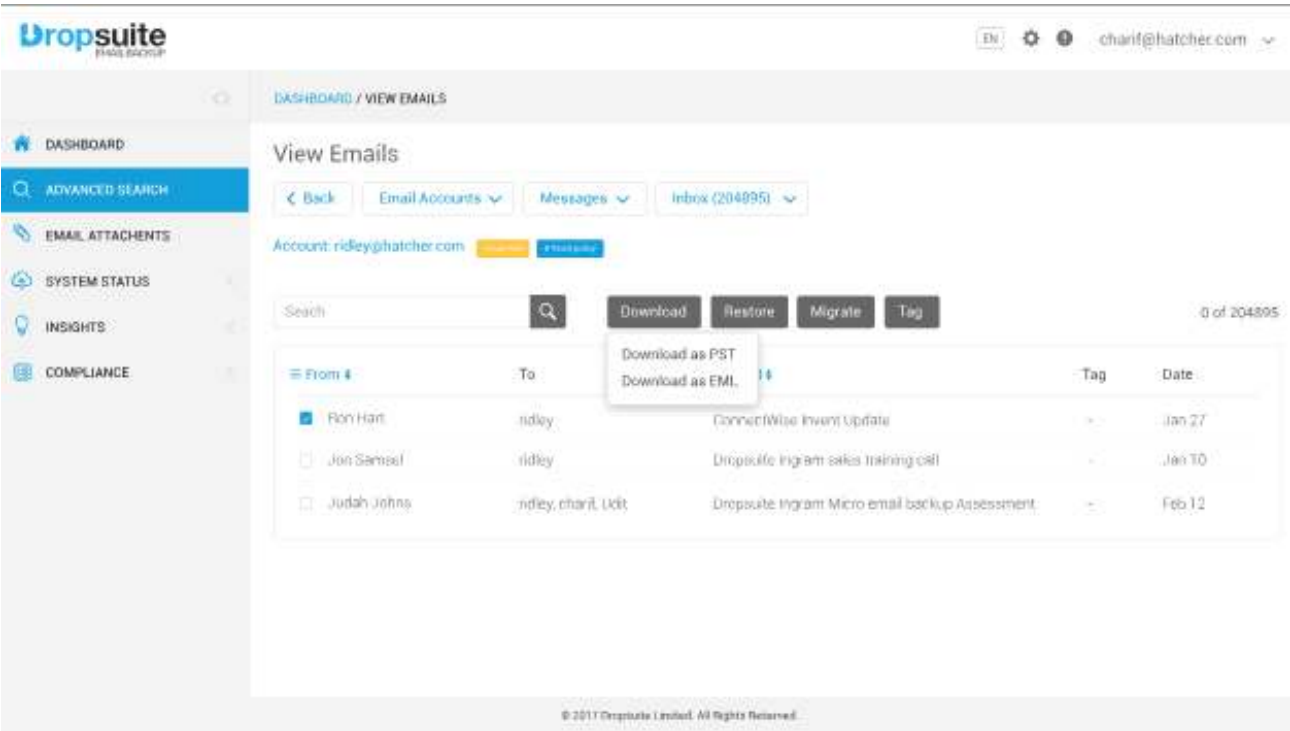 Dropsuite
EMAIL BACKUP
EN charif@hatcher.com
DASHBOARD / VIEW EMAILS
DASHBOARD
ADVANCED SEARCH
EMAIL ATTACHENTS
SYSTEM STATUS
INSIGHTS
COMPLIANCE
View Emails
Back Email Accounts Messages Inbox (204895)
Account: ridley@hatcher.com
Seach Download Restore Migrate Tag 0 of 204895
Download as PST
Download as EML
From To Tag Date
Ron Hart ridley ConnectWise Invent Update - Jan 27
Jon Samsel ridley Dropsuite Ingram sales training call - Jan 10
Judah Johns ridley, charif, Udit Dropsuite Ingram Micro email backup Assessment - Feb 12
© 2017 Dropsuite Limited. All Rights Reserved.